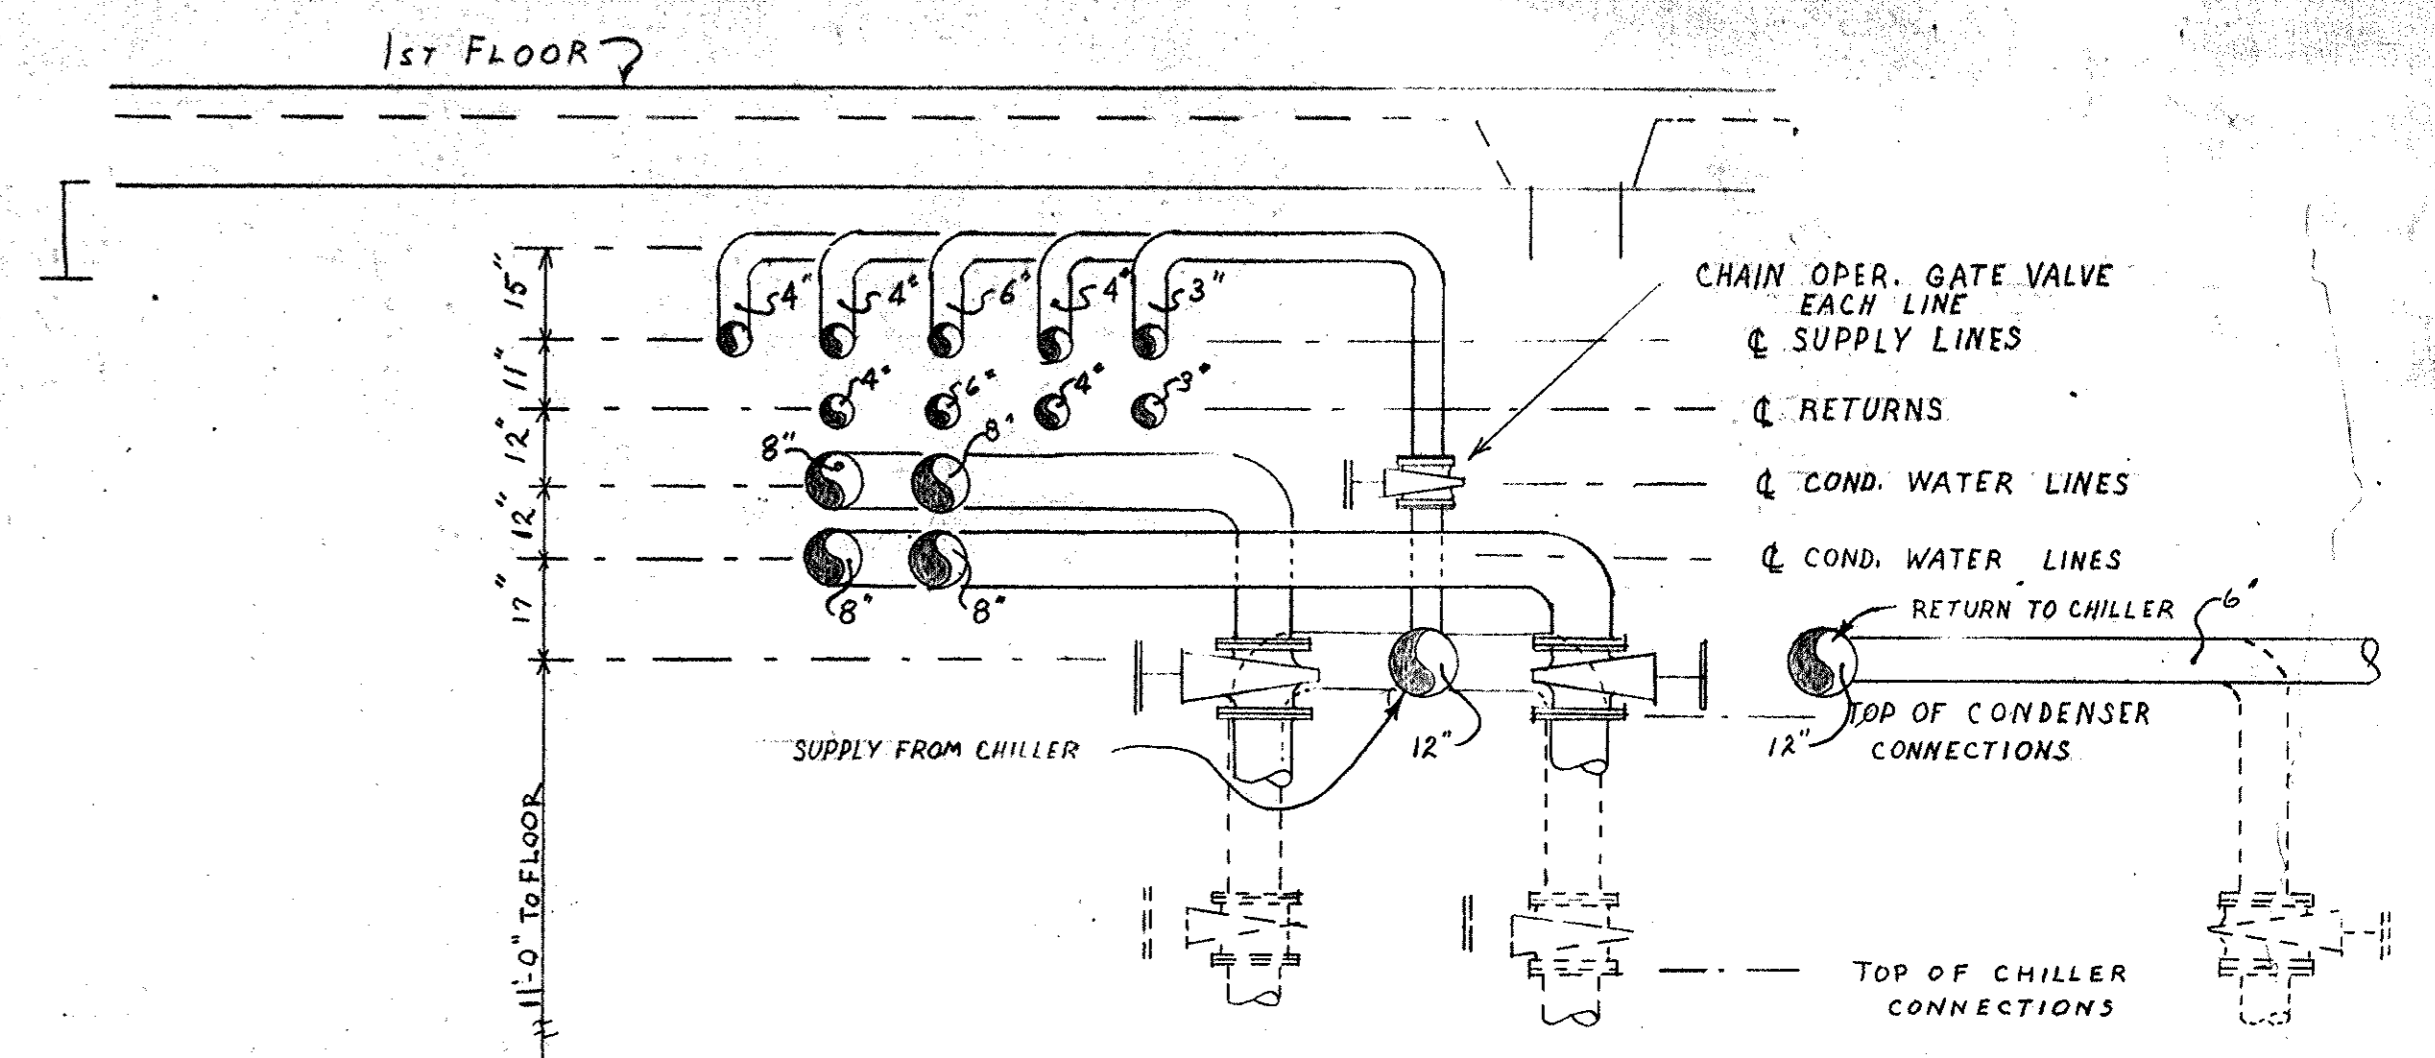 1ST FLOOR
15"
11"
12"
12"
17"
11'-0" TO FLOOR
4" 4" 6" 4" 3"
4" 6" 4" 3"
8" 8"
8" 8"
CHAIN OPER. GATE VALVE
EACH LINE
℄ SUPPLY LINES
℄ RETURNS
℄ COND. WATER LINES
℄ COND. WATER LINES
RETURN TO CHILLER 6"
SUPPLY FROM CHILLER
12"
12"
TOP OF CONDENSER
CONNECTIONS
TOP OF CHILLER
CONNECTIONS